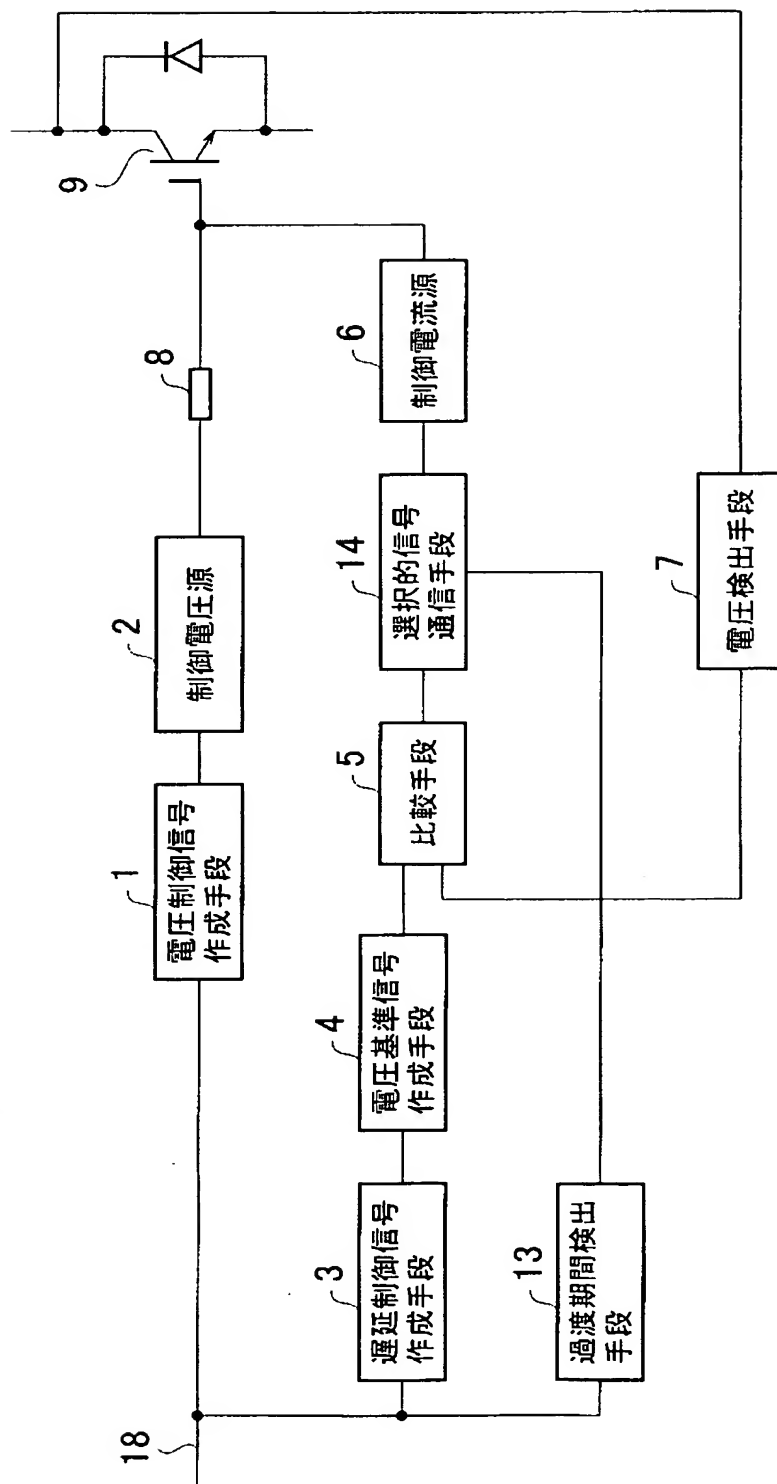 18
1
電圧制御信号
作成手段
2
制御電圧源
8
9
3
遅延制御信号
作成手段
4
電圧基準信号
作成手段
5
比較手段
14
選択的信号
通信手段
6
制御電流源
13
過渡期間検出
手段
7
電圧検出手段